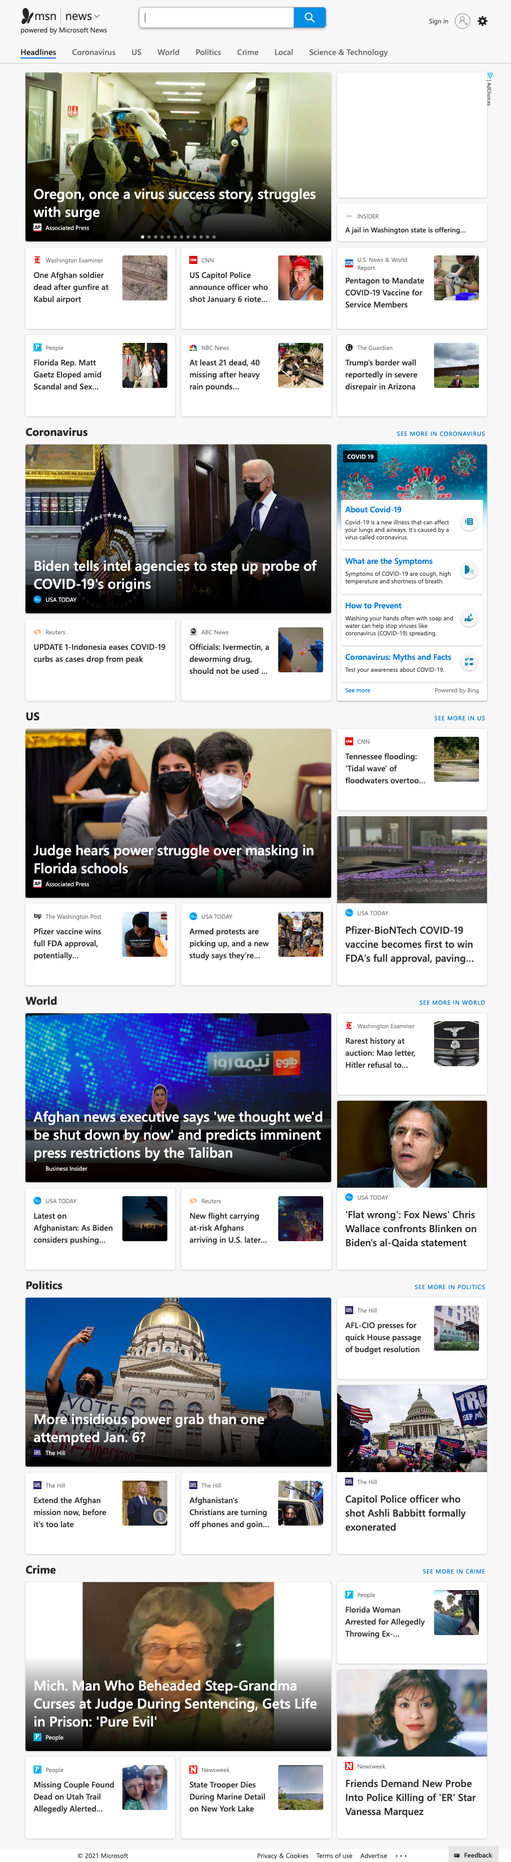 msn news
powered by Microsoft News
Sign in
Headlines Coronavirus US World Politics Crime Local Science & Technology
AdChoices
Oregon, once a virus success story, struggles
with surge
AP Associated Press
INSIDER
A jail in Washington state is offering...
Washington Examiner
One Afghan soldier
dead after gunfire at
Kabul airport
CNN
US Capitol Police
announce officer who
shot January 6 riote...
U.S. News & World
Report
Pentagon to Mandate
COVID-19 Vaccine for
Service Members
People
Florida Rep. Matt
Gaetz Eloped amid
Scandal and Sex...
NBC News
At least 21 dead, 40
missing after heavy
rain pounds...
The Guardian
Trump's border wall
reportedly in severe
disrepair in Arizona
Coronavirus
SEE MORE IN CORONAVIRUS
Biden tells intel agencies to step up probe of
COVID-19's origins
USA TODAY
COVID 19
About Covid-19
Covid-19 is a new illness that can affect
your lungs and airways. It's caused by a
virus called coronavirus.
What are the Symptoms
Symptoms of COVID-19 are cough, high
temperature and shortness of breath.
How to Prevent
Washing your hands often with soap and
water can help stop viruses like
coronavirus (COVID-19) spreading.
Coronavirus: Myths and Facts
Test your awareness about COVID-19.
See more
Powered by Bing
Reuters
UPDATE 1-Indonesia eases COVID-19
curbs as cases drop from peak
ABC News
Officials: Ivermectin, a
deworming drug,
should not be used ...
US
SEE MORE IN US
Judge hears power struggle over masking in
Florida schools
AP Associated Press
CNN
Tennessee flooding:
'Tidal wave' of
floodwaters overtoo...
USA TODAY
Pfizer-BioNTech COVID-19
vaccine becomes first to win
FDA's full approval, paving...
wp The Washington Post
Pfizer vaccine wins
full FDA approval,
potentially...
USA TODAY
Armed protests are
picking up, and a new
study says they're...
World
SEE MORE IN WORLD
Afghan news executive says 'we thought we'd
be shut down by now' and predicts imminent
press restrictions by the Taliban
Business Insider
Washington Examiner
Rarest history at
auction: Mao letter,
Hitler refusal to...
USA TODAY
'Flat wrong': Fox News' Chris
Wallace confronts Blinken on
Biden's al-Qaida statement
USA TODAY
Latest on
Afghanistan: As Biden
considers pushing...
Reuters
New flight carrying
at-risk Afghans
arriving in U.S. later...
Politics
SEE MORE IN POLITICS
More insidious power grab than one
attempted Jan. 6?
The Hill
The Hill
AFL-CIO presses for
quick House passage
of budget resolution
The Hill
Capitol Police officer who
shot Ashli Babbitt formally
exonerated
The Hill
Extend the Afghan
mission now, before
it's too late
The Hill
Afghanistan's
Christians are turning
off phones and goin...
Crime
SEE MORE IN CRIME
Mich. Man Who Beheaded Step-Grandma
Curses at Judge During Sentencing, Gets Life
in Prison: 'Pure Evil'
People
People
Florida Woman
Arrested for Allegedly
Throwing Ex-...
Newsweek
Friends Demand New Probe
Into Police Killing of 'ER' Star
Vanessa Marquez
People
Missing Couple Found
Dead on Utah Trail
Allegedly Alerted...
Newsweek
State Trooper Dies
During Marine Detail
on New York Lake
© 2021 Microsoft
Privacy & Cookies Terms of use Advertise ...
Feedback